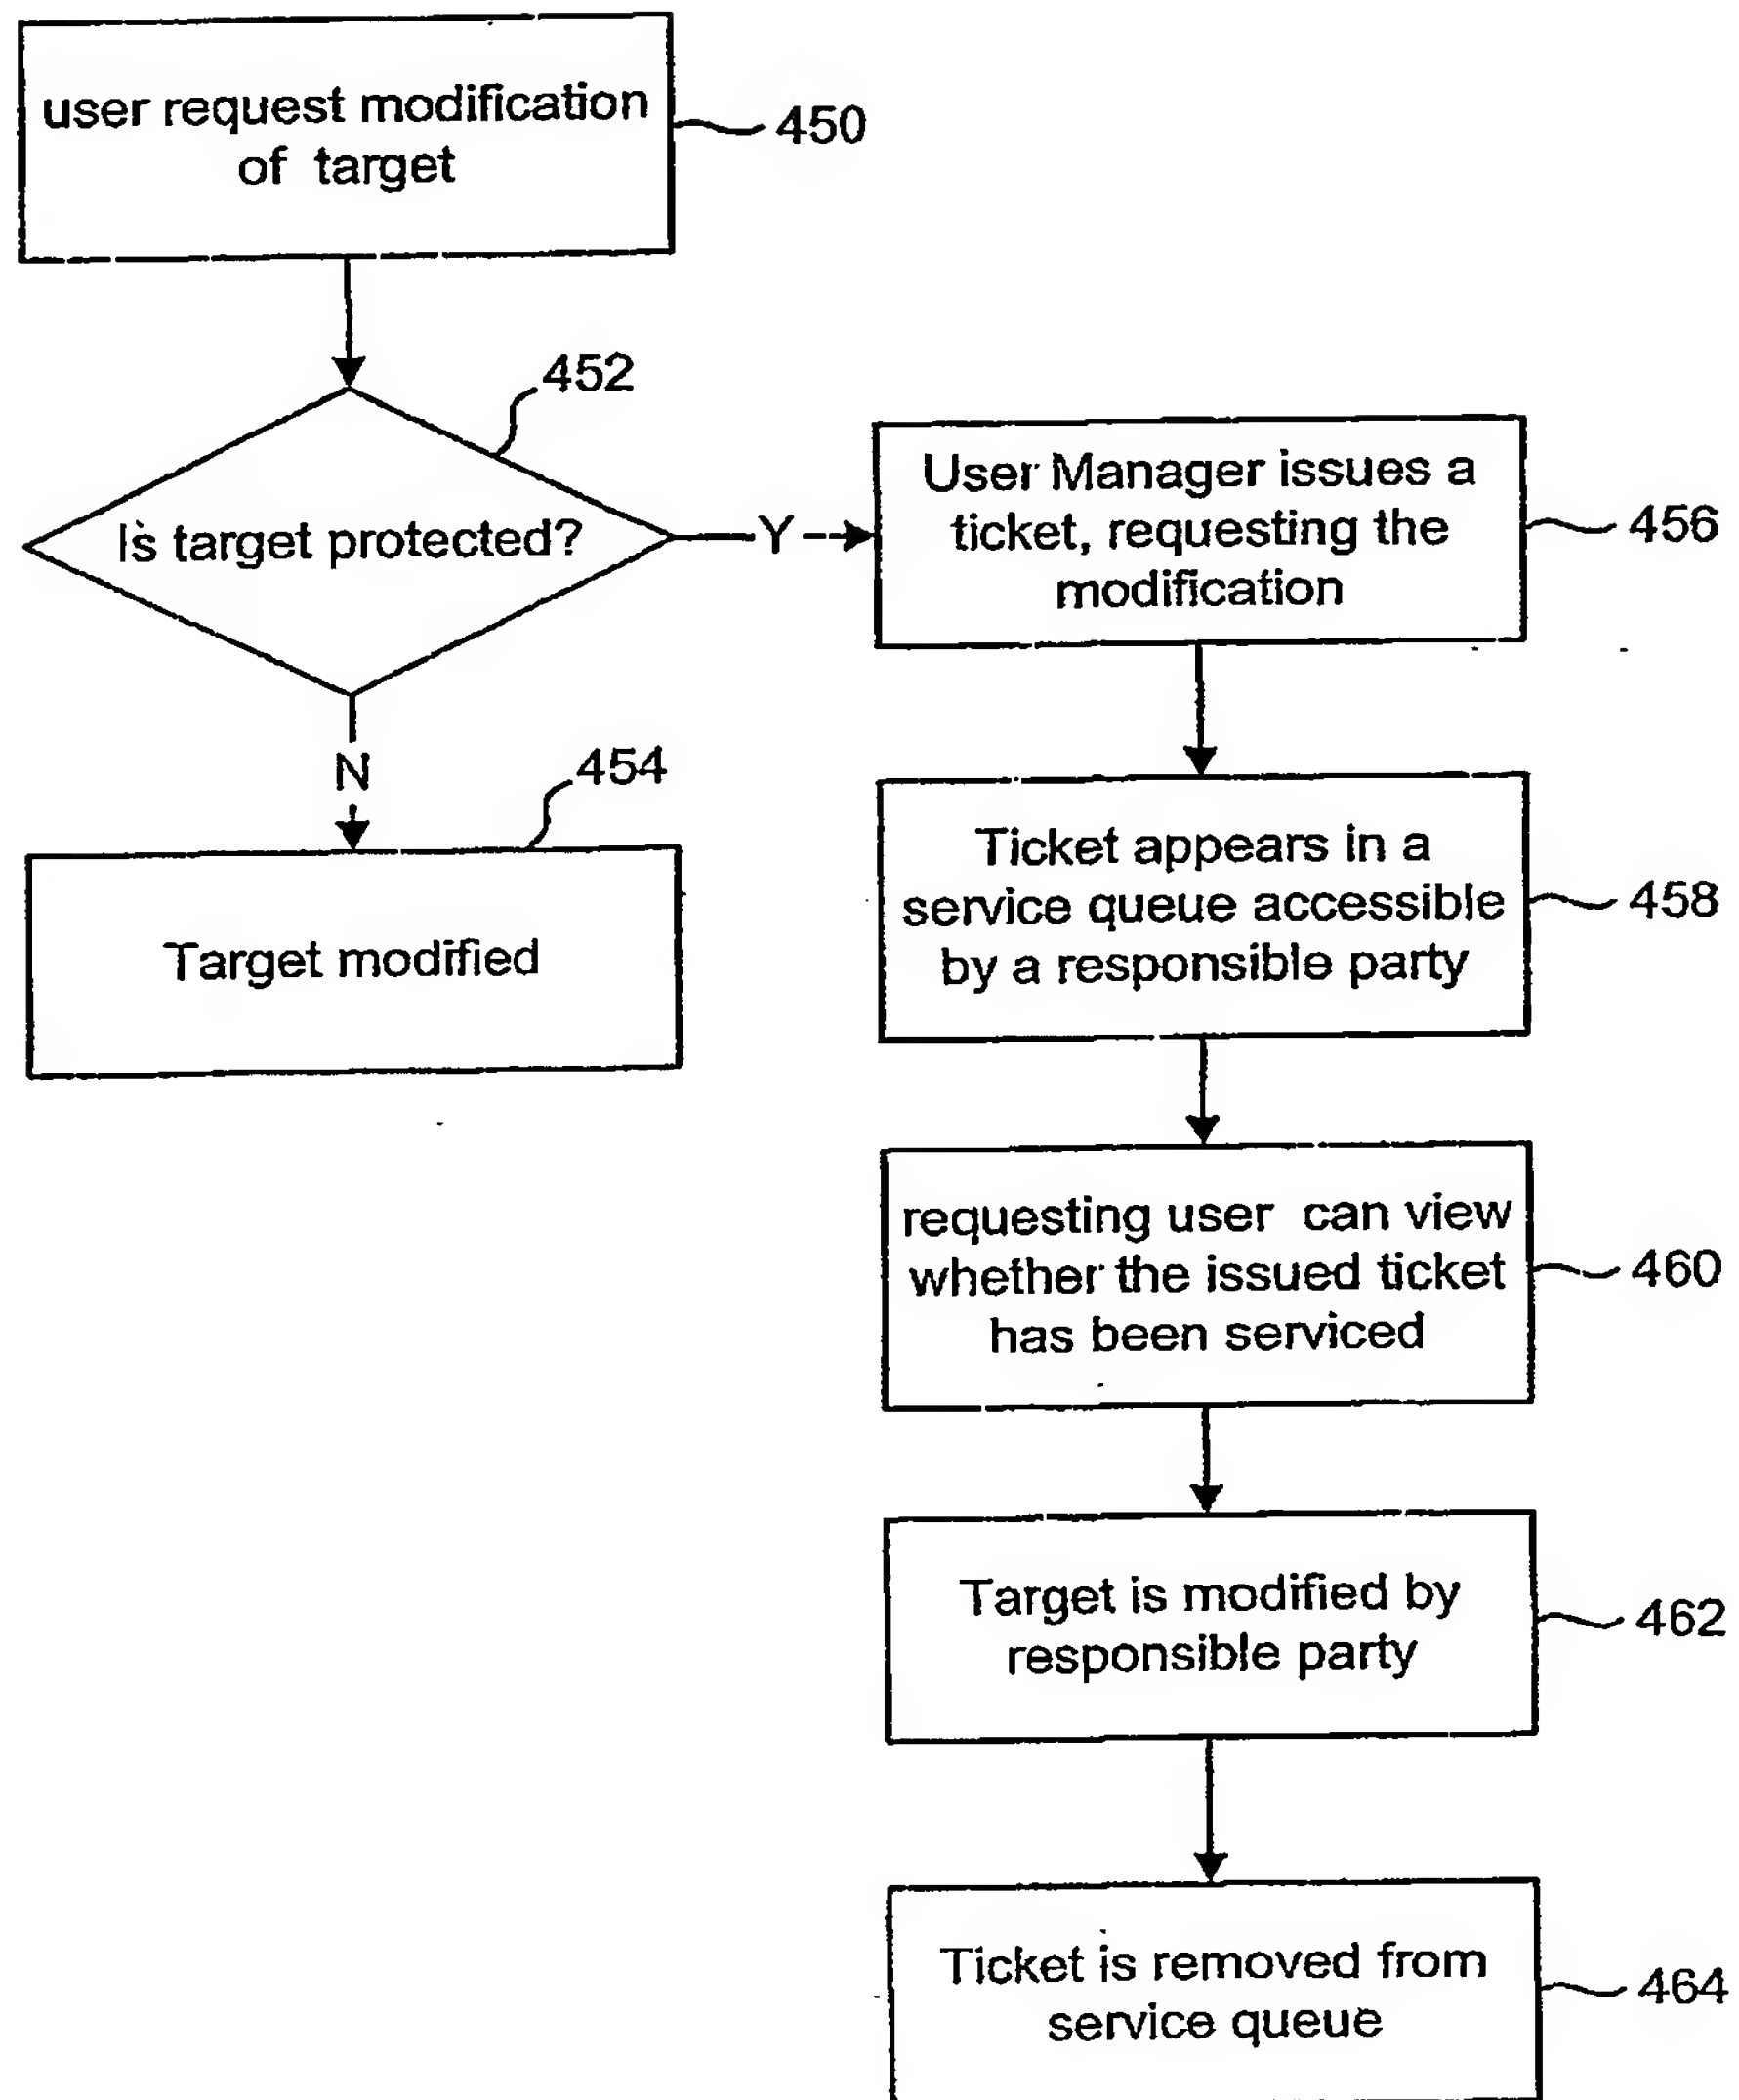 user request modification
of target
450
452
Is target protected?
Y
N
454
Target modified
User Manager issues a
ticket, requesting the
modification
456
Ticket appears in a
service queue accessible
by a responsible party
458
requesting user can view
whether the issued ticket
has been serviced
460
Target is modified by
responsible party
462
Ticket is removed from
service queue
464